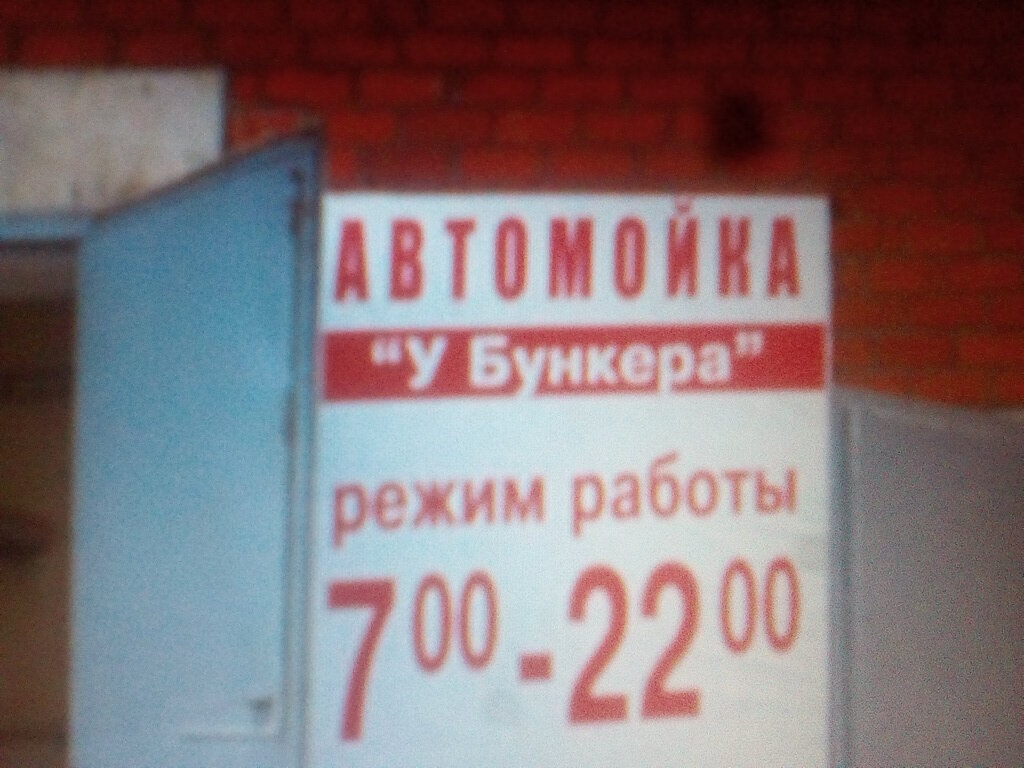 АВТОМОЙКА
“У Бункера”
режим работы
7⁰⁰-22⁰⁰